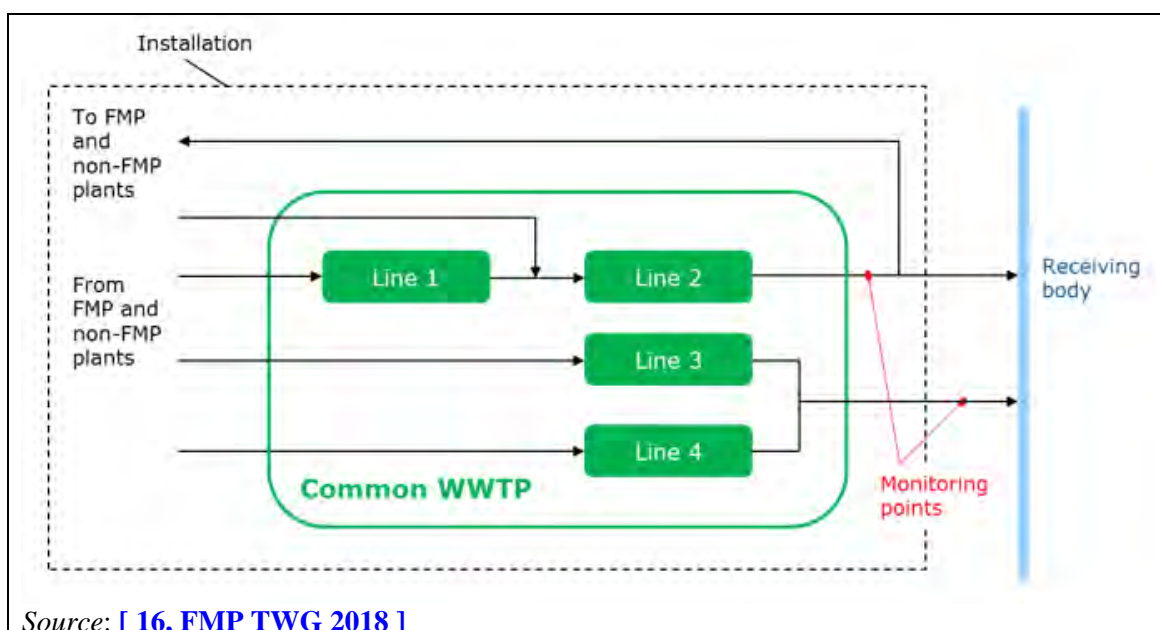 Installation
To FMP
and
non-FMP
plants
From
FMP and
non-FMP
plants
Line 1
Line 2
Line 3
Line 4
Common WWTP
Receiving
body
Monitoring
points
Source: [ 16, FMP TWG 2018 ]